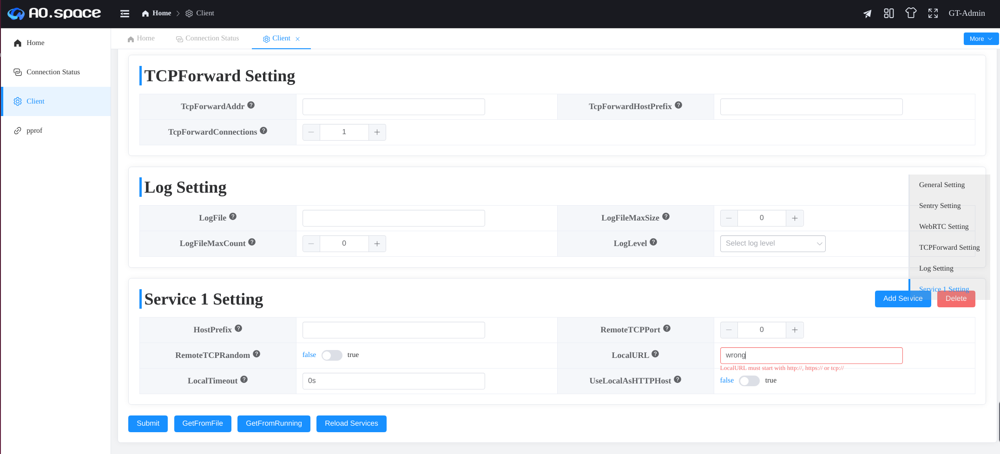 AO.space
Home
Client
GT-Admin
Home
Connection Status
Client
More
Home
Connection Status
Client
pprof
TCPForward Setting
TcpForwardAddr
TcpForwardHostPrefix
TcpForwardConnections
1
Log Setting
LogFile
LogFileMaxSize
0
LogFileMaxCount
0
LogLevel
Select log level
General Setting
Sentry Setting
WebRTC Setting
TCPForward Setting
Log Setting
Service 1 Setting
Service 1 Setting
Add Service
Delete
HostPrefix
RemoteTCPPort
0
RemoteTCPRandom
false
true
LocalURL
wrong
LocalURL must start with http://, https:// or tcp://
LocalTimeout
0s
UseLocalAsHTTPHost
false
true
Submit
GetFromFile
GetFromRunning
Reload Services